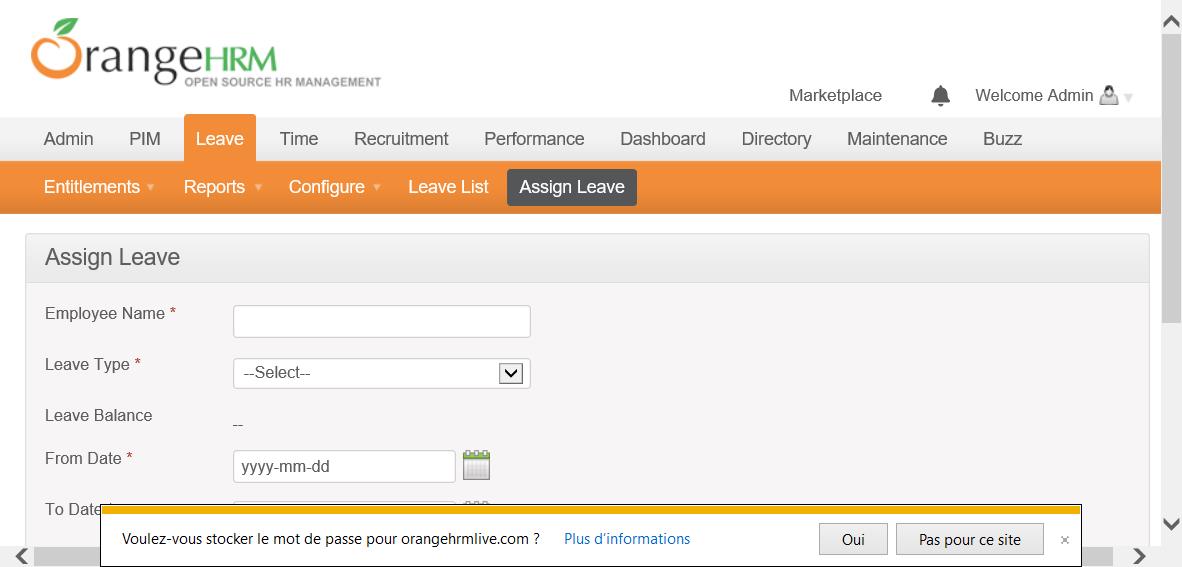 OrangeHRM
OPEN SOURCE HR MANAGEMENT
Marketplace Welcome Admin
Admin PIM Leave Time Recruitment Performance Dashboard Directory Maintenance Buzz
Entitlements Reports Configure Leave List Assign Leave
Assign Leave
Employee Name *
Leave Type * --Select--
Leave Balance --
From Date * yyyy-mm-dd
To Date
Voulez-vous stocker le mot de passe pour orangehrmlive.com ? Plus d’informations Oui Pas pour ce site ×